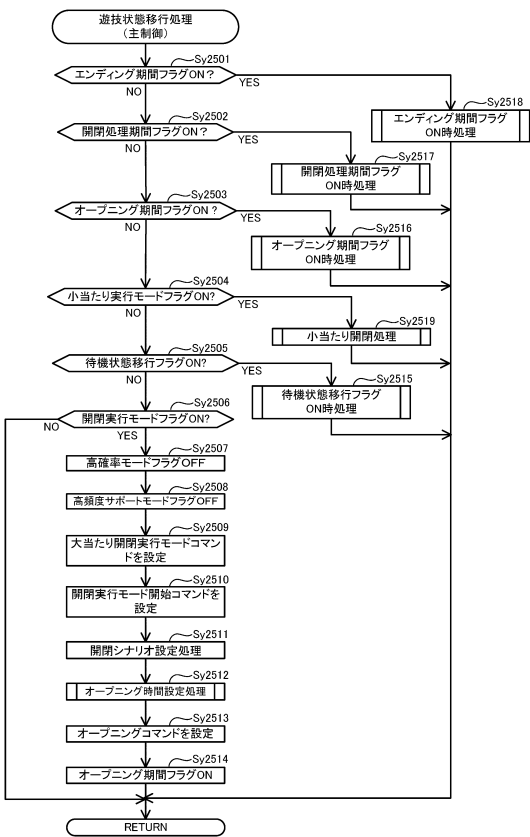 遊技状態移行処理
（主制御）
Sy2501
エンディング期間フラグON？
YES
NO
Sy2518
エンディング期間フラグ
ON時処理
Sy2502
開閉処理期間フラグON？
YES
NO
Sy2517
開閉処理期間フラグ
ON時処理
Sy2503
オープニング期間フラグON？
YES
NO
Sy2516
オープニング期間フラグ
ON時処理
Sy2504
小当たり実行モードフラグON?
YES
NO
Sy2519
小当たり開閉処理
Sy2505
待機状態移行フラグON?
YES
NO
Sy2515
待機状態移行フラグ
ON時処理
Sy2506
開閉実行モードフラグON?
NO
YES
Sy2507
高確率モードフラグOFF
Sy2508
高頻度サポートモードフラグOFF
Sy2509
大当たり開閉実行モードコマン
ドを設定
Sy2510
開閉実行モード開始コマンドを
設定
Sy2511
開閉シナリオ設定処理
Sy2512
オープニング時間設定処理
Sy2513
オープニングコマンドを設定
Sy2514
オープニング期間フラグON
RETURN